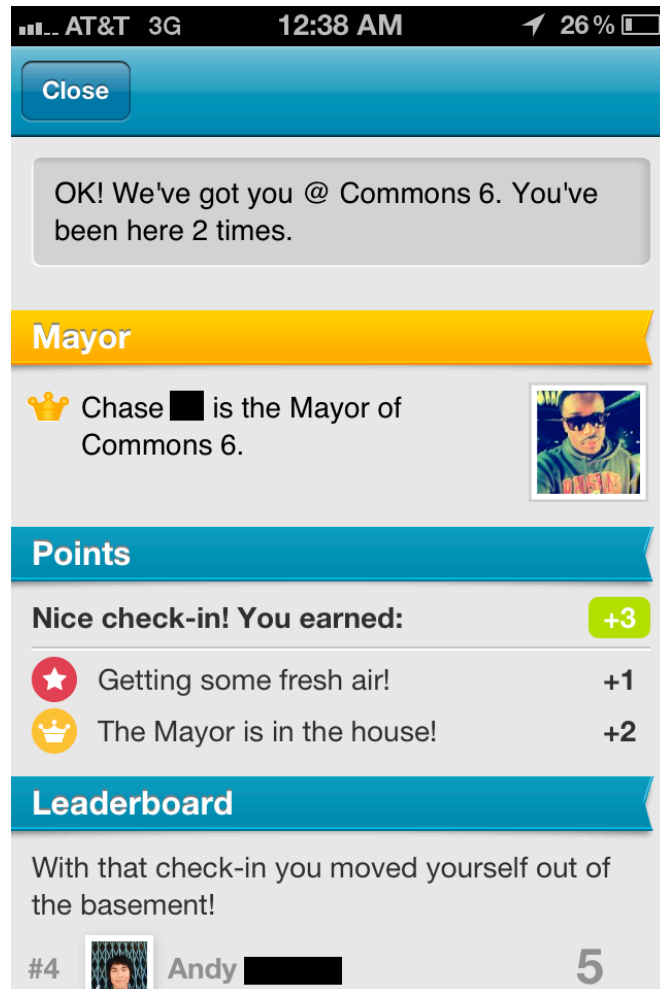 AT&T 3G 12:38 AM 26%
Close
OK! We've got you @ Commons 6. You've
been here 2 times.
Mayor
Chase is the Mayor of
Commons 6.
Points
Nice check-in! You earned: +3
Getting some fresh air! +1
The Mayor is in the house! +2
Leaderboard
With that check-in you moved yourself out of
the basement!
#4 Andy 5